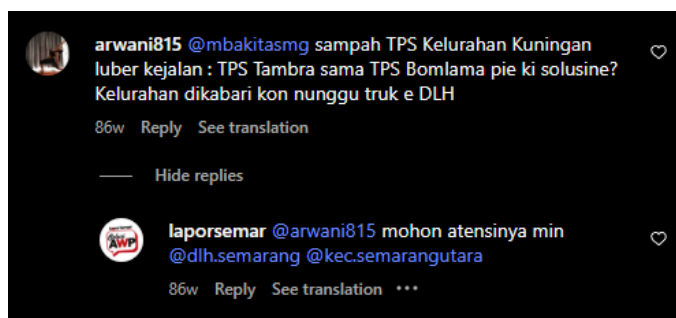 arwani815 @mbakitasmg sampah TPS Kelurahan Kuningan
luber kejalan : TPS Tambra sama TPS Bomlama pie ki solusine?
Kelurahan dikabari kon nunggu truk e DLH
86w Reply See translation
Hide replies
laporsemar @arwani815 mohon atensinya min
@dlh.semarang @kec.semarangutara
86w Reply See translation •••
AWP